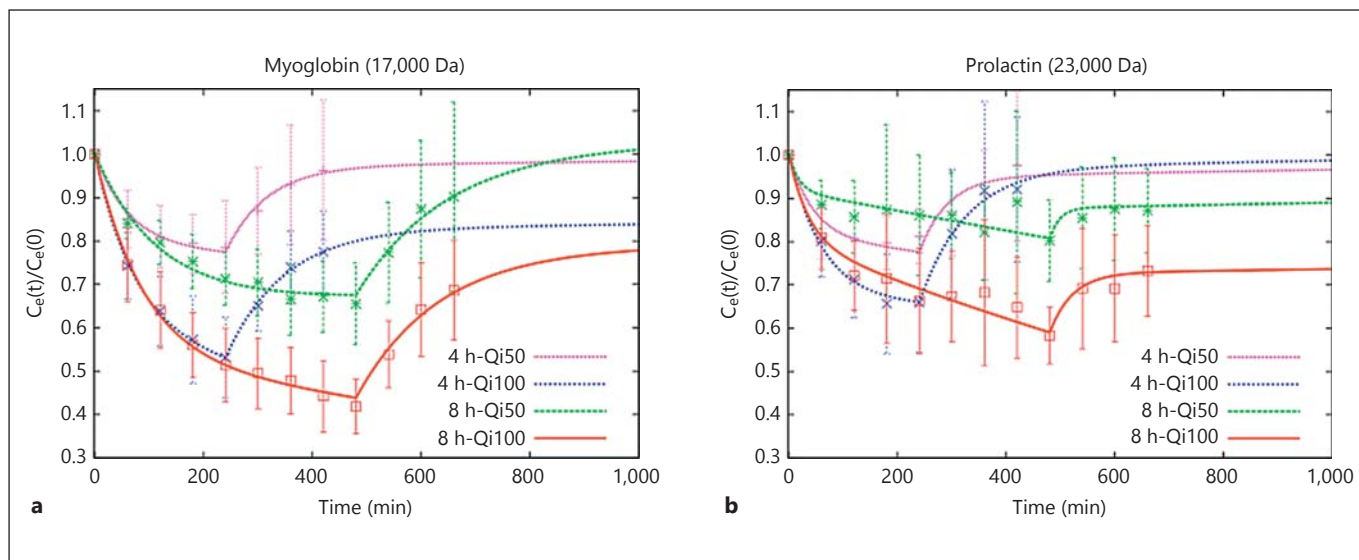 Myoglobin (17,000 Da)
1.1
1.0
0.9
0.8
0.7
0.6
0.5
0.4
0.3
Ce(t)/Ce(0)
4 h-Qi50
4 h-Qi100
8 h-Qi50
8 h-Qi100
0
200
400
600
800
1,000
Time (min)
a
Prolactin (23,000 Da)
1.1
1.0
0.9
0.8
0.7
0.6
0.5
0.4
0.3
Ce(t)/Ce(0)
4 h-Qi50
4 h-Qi100
8 h-Qi50
8 h-Qi100
0
200
400
600
800
1,000
Time (min)
b